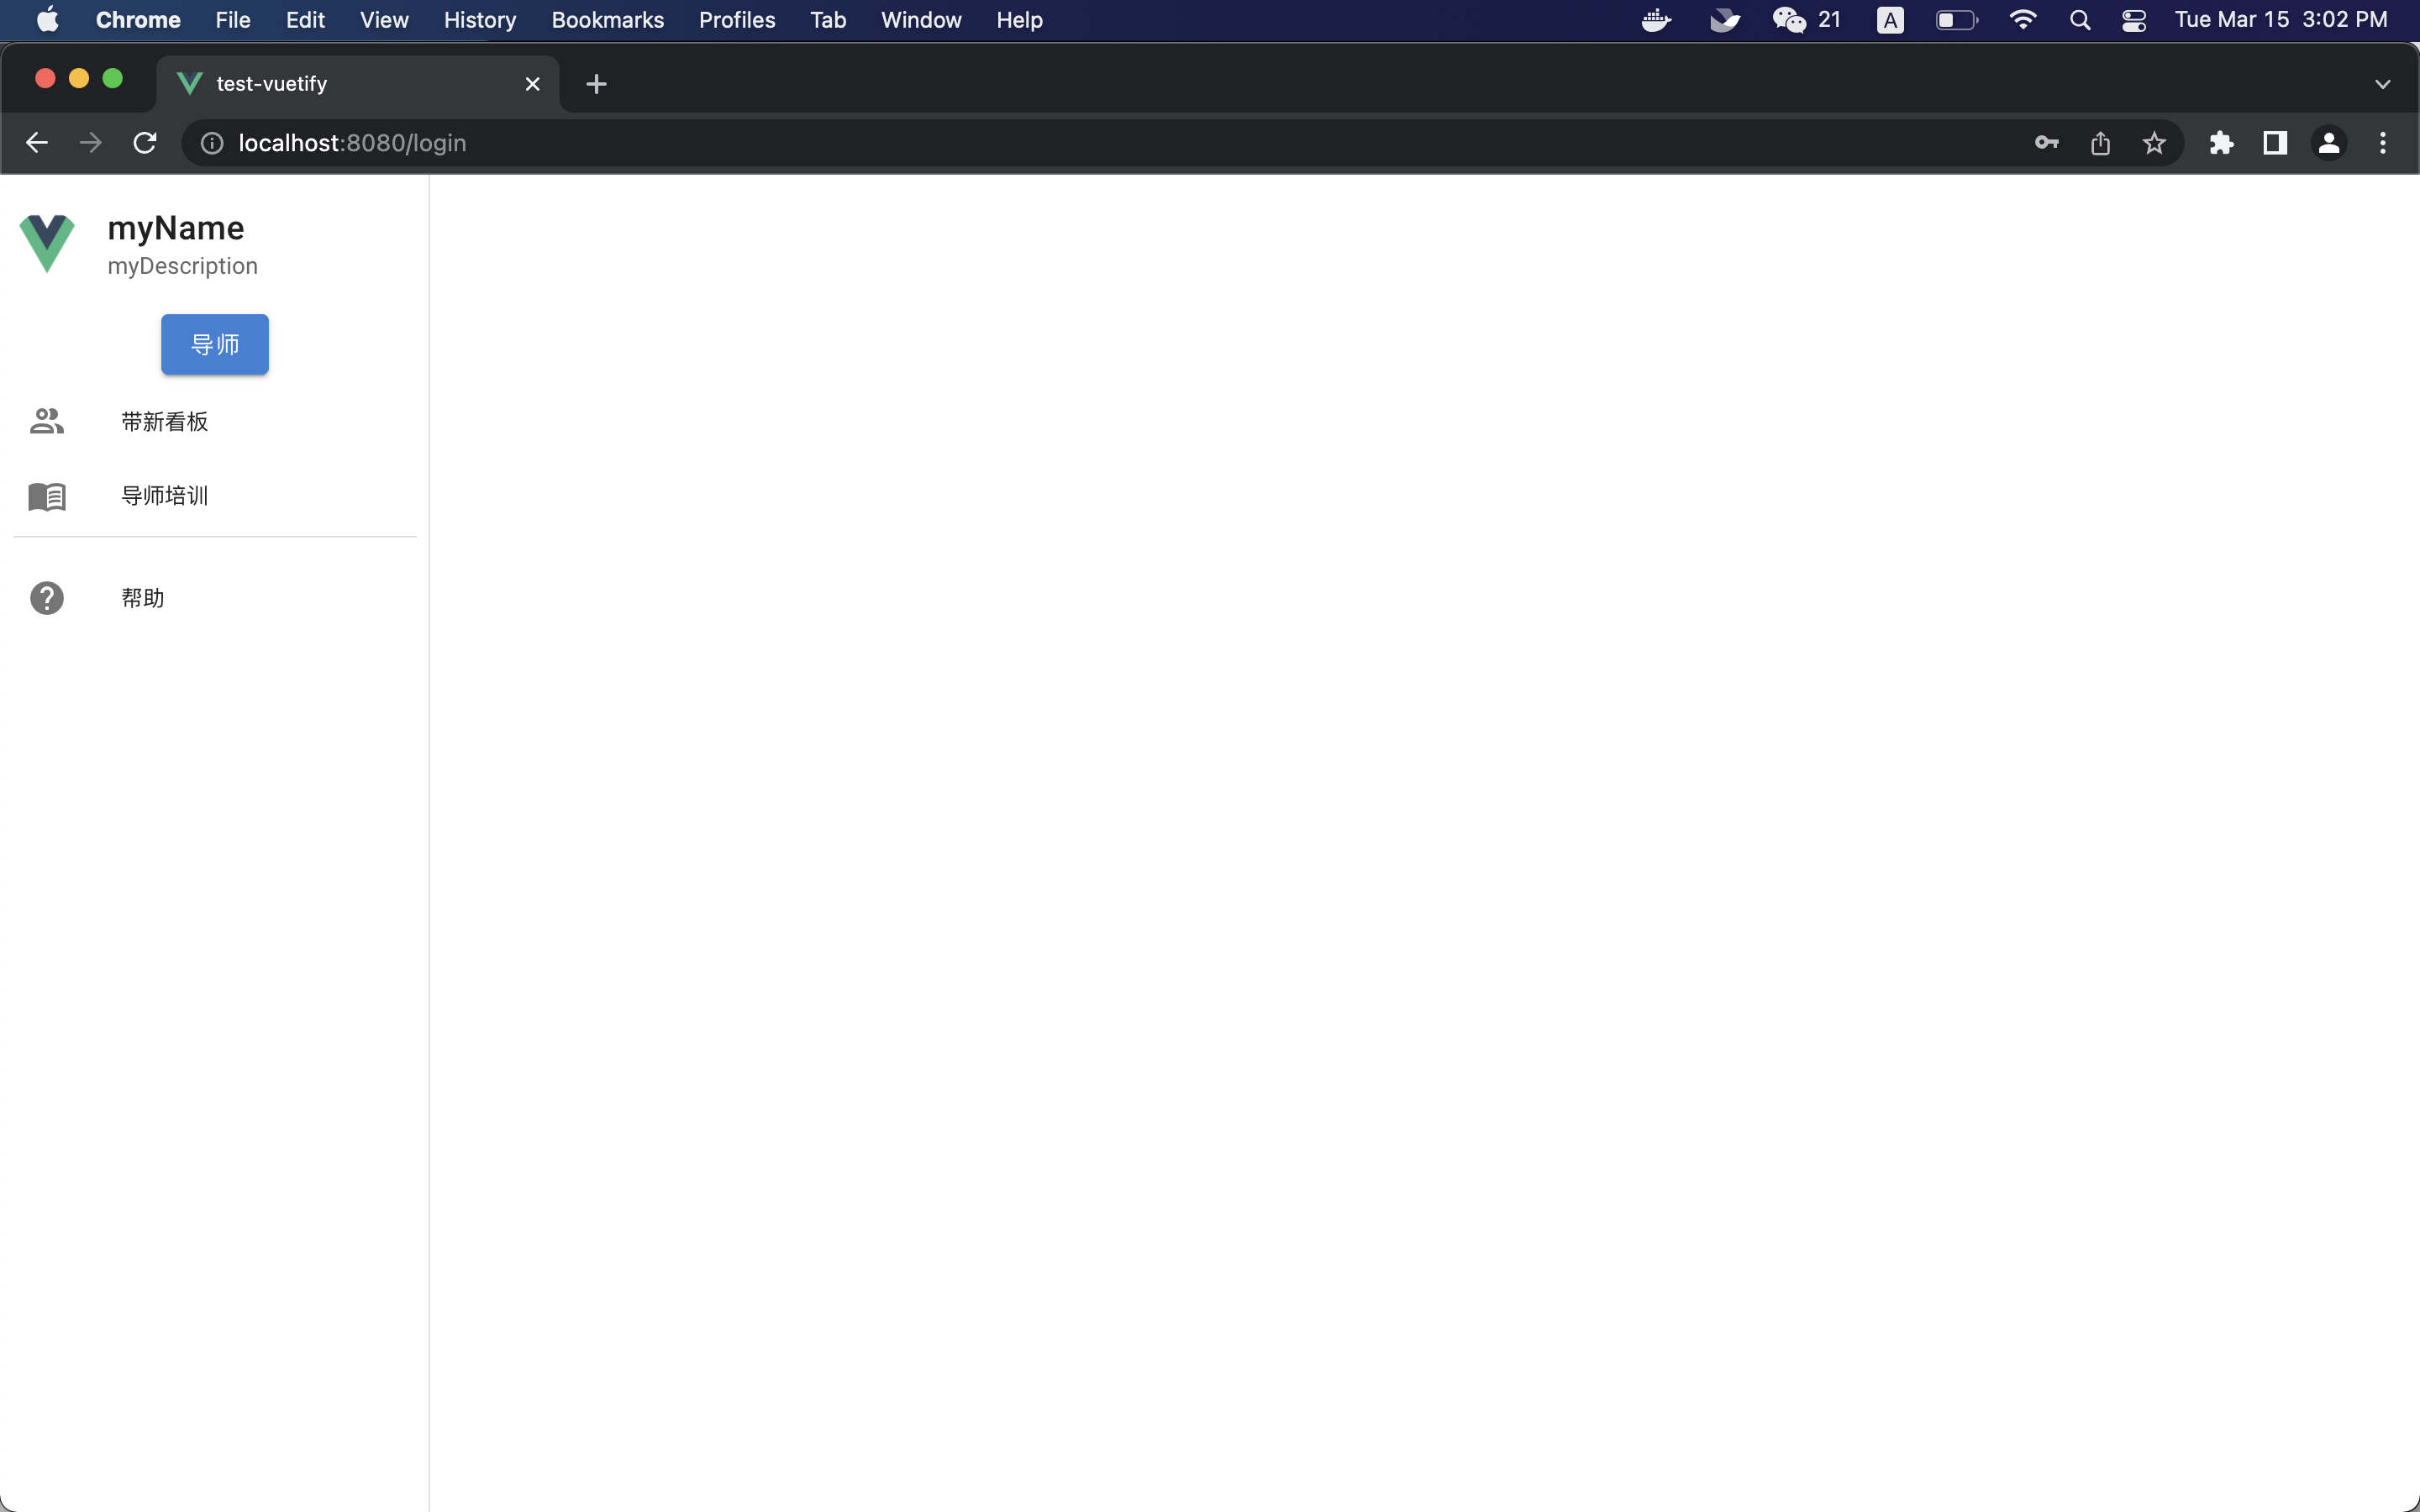 Chrome File Edit View History Bookmarks Profiles Tab Window Help 21 A Tue Mar 15 3:02 PM
test-vuetify
localhost:8080/login
myName
myDescription
导师
带新看板
导师培训
帮助